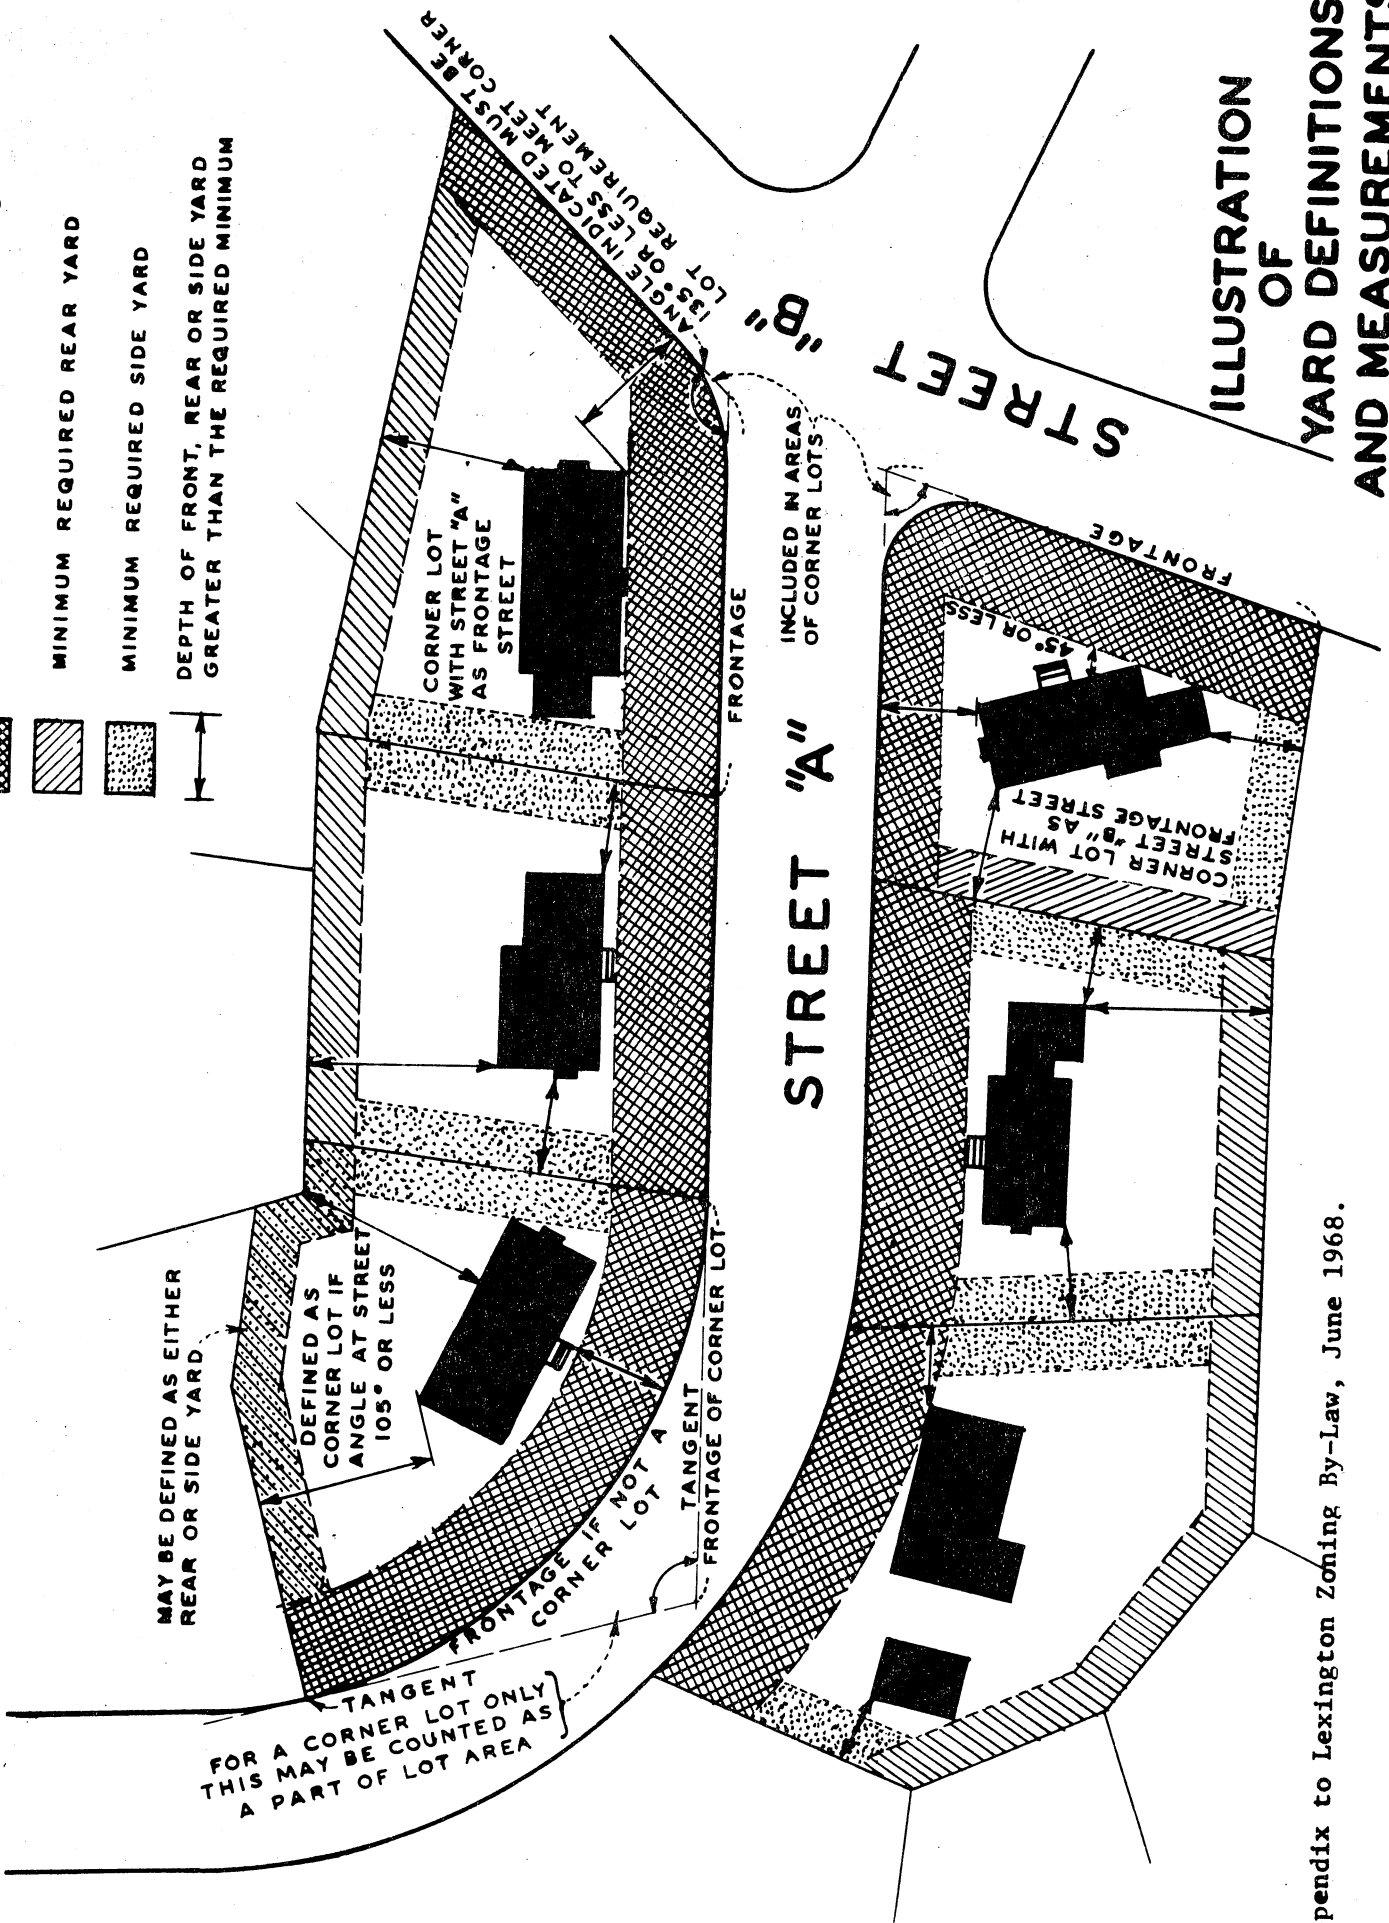 MINIMUM REQUIRED REAR YARD
MINIMUM REQUIRED SIDE YARD
DEPTH OF FRONT, REAR OR SIDE YARD
GREATER THAN THE REQUIRED MINIMUM
MAY BE DEFINED AS EITHER
REAR OR SIDE YARD
DEFINED AS
CORNER LOT IF
ANGLE AT STREET
105° OR LESS
CORNER LOT
WITH STREET "A"
AS FRONTAGE
STREET
ANGLE INDICATED MUST BE
135° OR LESS TO MEET CORNER
LOT REQUIREMENT
TANGENT
FOR A CORNER LOT ONLY
THIS MAY BE COUNTED AS
A PART OF LOT AREA
FRONTAGE IF NOT A
CORNER LOT
TANGENT
FRONTAGE OF CORNER LOT
FRONTAGE
INCLUDED IN AREAS
OF CORNER LOTS
STREET "A"
STREET "B"
FRONTAGE
45° OR LESS
CORNER LOT WITH
STREET "B" AS
FRONTAGE STREET
ILLUSTRATION
OF
YARD DEFINITIONS
AND MEASUREMENTS
pendix to Lexington Zoning By-Law, June 1968.